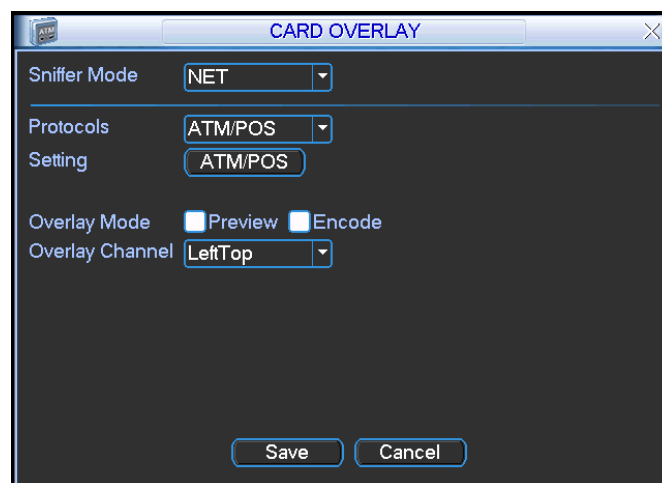 ATM
CARD OVERLAY
Sniffer Mode NET
Protocols ATM/POS
Setting ATM/POS
Overlay Mode Preview Encode
Overlay Channel LeftTop
Save Cancel